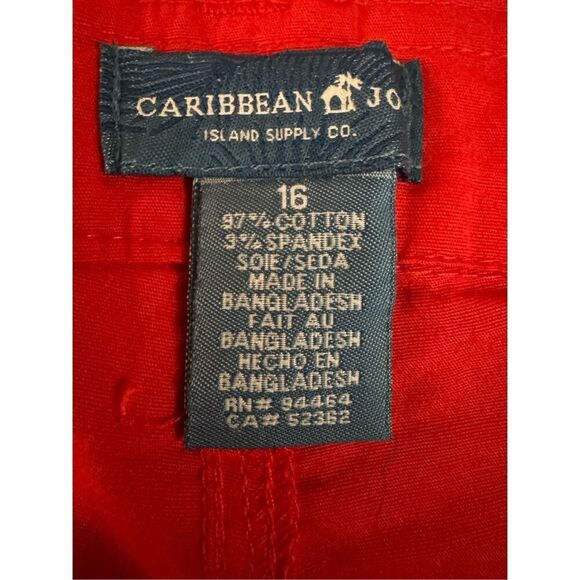 CARIBBEAN JO
ISLAND SUPPLY CO.
16
97% COTTON
3% SPANDEX
SOIE/SEDA
MADE IN
BANGLADESH
FAIT AU
BANGLADESH
HECHO EN
BANGLADESH
RN# 94464
CA# 52362